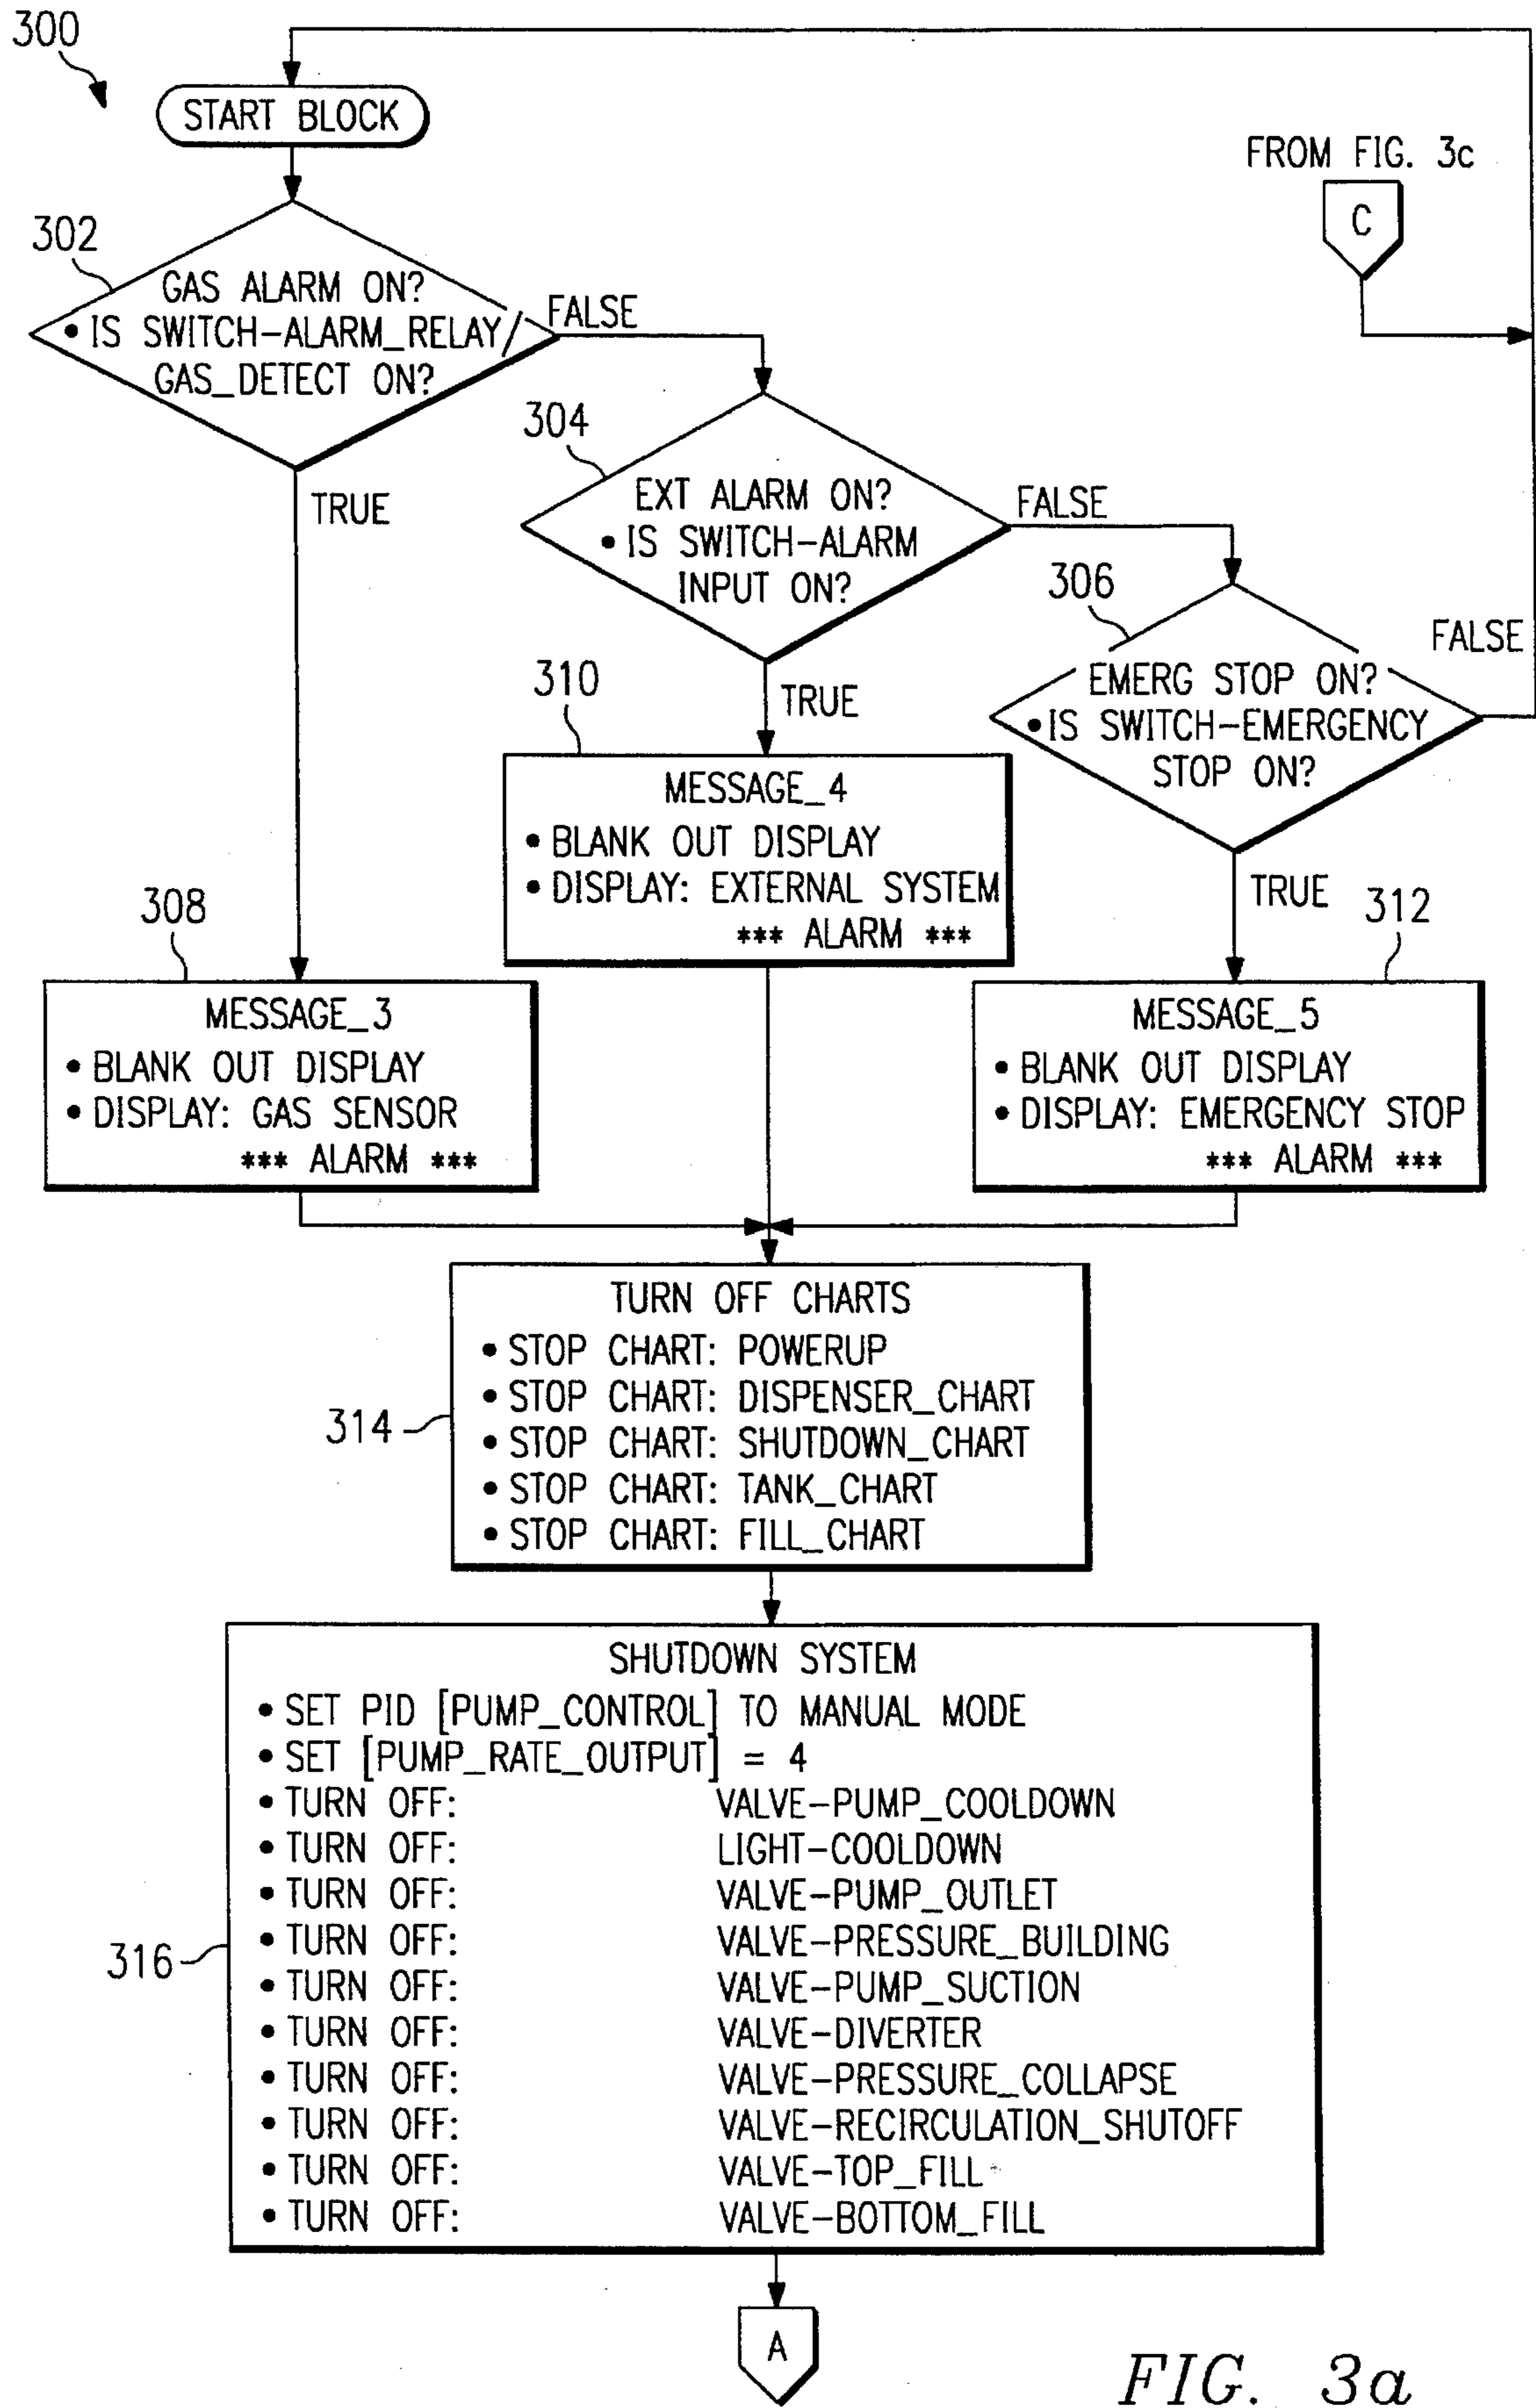 300
START BLOCK
FROM FIG. 3c
C
302
GAS ALARM ON?
• IS SWITCH-ALARM_RELAY/
GAS_DETECT ON?
FALSE
TRUE
304
EXT ALARM ON?
• IS SWITCH-ALARM
INPUT ON?
FALSE
TRUE
306
EMERG STOP ON?
• IS SWITCH-EMERGENCY
STOP ON?
FALSE
TRUE
310
MESSAGE_4
• BLANK OUT DISPLAY
• DISPLAY: EXTERNAL SYSTEM
*** ALARM ***
308
MESSAGE_3
• BLANK OUT DISPLAY
• DISPLAY: GAS SENSOR
*** ALARM ***
312
MESSAGE_5
• BLANK OUT DISPLAY
• DISPLAY: EMERGENCY STOP
*** ALARM ***
314
TURN OFF CHARTS
• STOP CHART: POWERUP
• STOP CHART: DISPENSER_CHART
• STOP CHART: SHUTDOWN_CHART
• STOP CHART: TANK_CHART
• STOP CHART: FILL_CHART
316
SHUTDOWN SYSTEM
• SET PID [PUMP_CONTROL] TO MANUAL MODE
• SET [PUMP_RATE_OUTPUT] = 4
• TURN OFF: VALVE-PUMP_COOLDOWN
• TURN OFF: LIGHT-COOLDOWN
• TURN OFF: VALVE-PUMP_OUTLET
• TURN OFF: VALVE-PRESSURE_BUILDING
• TURN OFF: VALVE-PUMP_SUCTION
• TURN OFF: VALVE-DIVERTER
• TURN OFF: VALVE-PRESSURE_COLLAPSE
• TURN OFF: VALVE-RECIRCULATION_SHUTOFF
• TURN OFF: VALVE-TOP_FILL
• TURN OFF: VALVE-BOTTOM_FILL
A
FIG. 3a